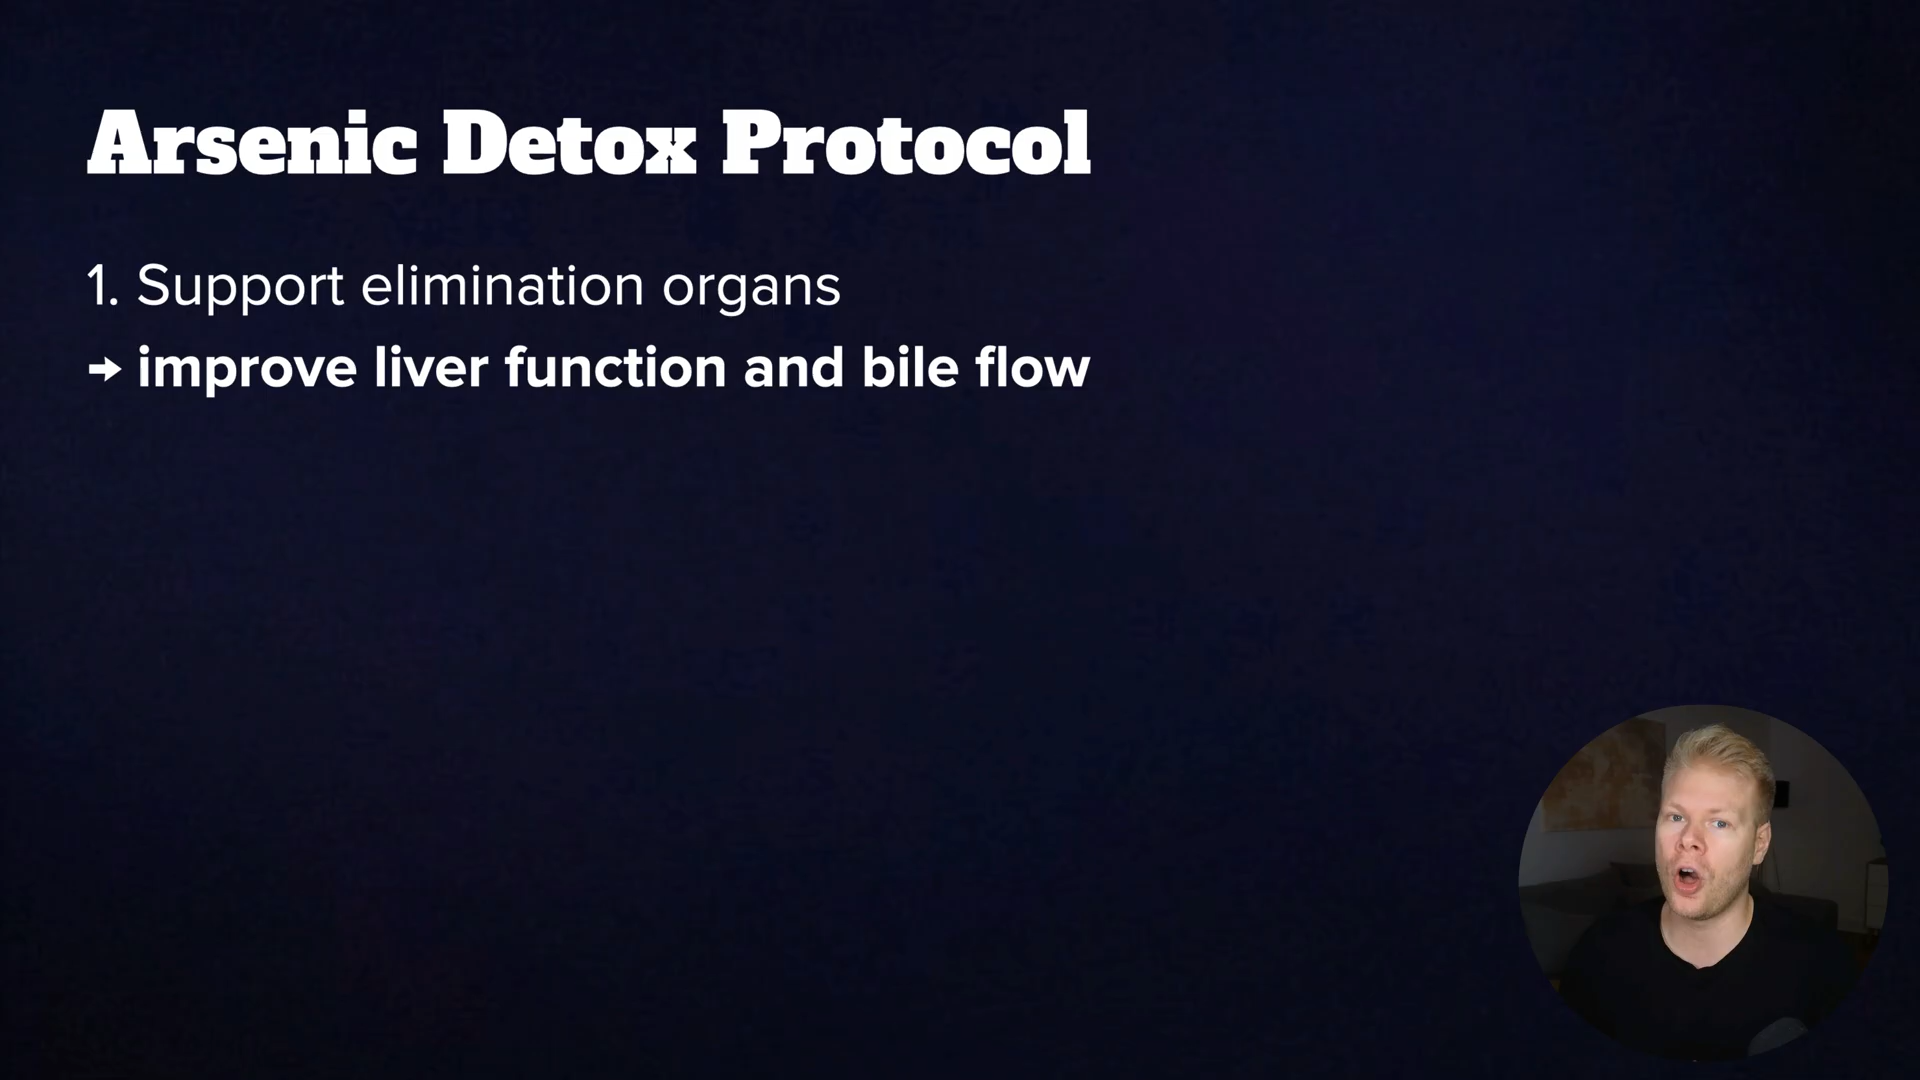 Arsenic Detox Protocol
1. Support elimination organs
→ improve liver function and bile flow